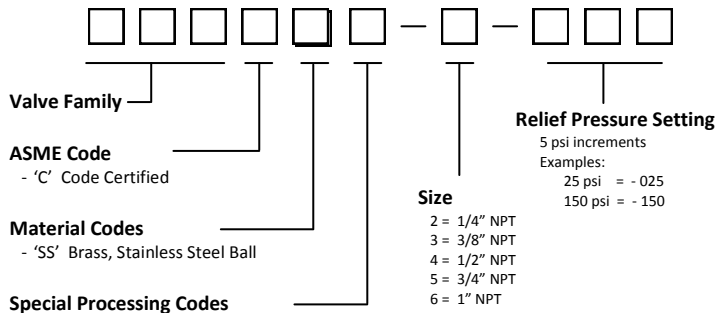 Valve Family
ASME Code
- 'C' Code Certified
Material Codes
- 'SS' Brass, Stainless Steel Ball
Special Processing Codes
Size
2 = 1/4” NPT
3 = 3/8” NPT
4 = 1/2” NPT
5 = 3/4” NPT
6 = 1” NPT
Relief Pressure Setting
5 psi increments
Examples:
25 psi = - 025
150 psi = - 150